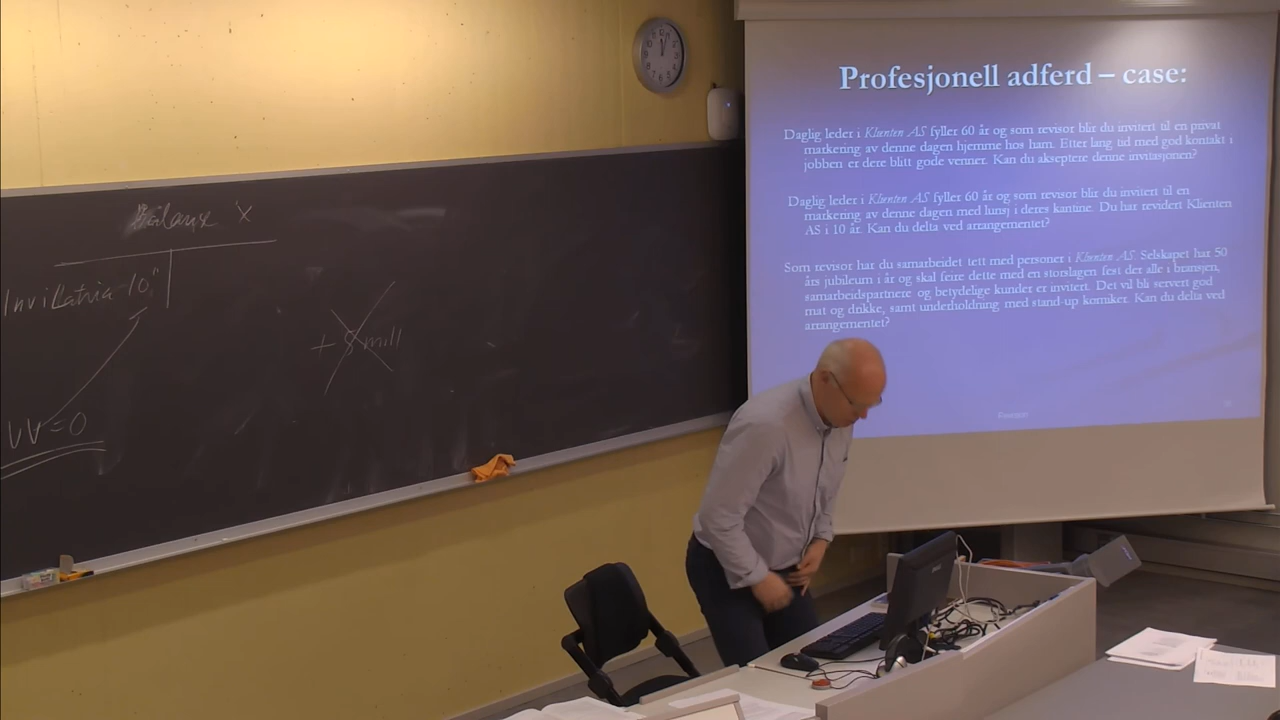 Profesjonell adferd – case:
Daglig leder i Klienten AS fyller 60 år og som revisor blir du invitert til en privat
markering av denne dagen hjemme hos ham. Etter lang tid med god kontakt i
jobben er dere blitt gode venner. Kan du akseptere denne invitasjonen?
Daglig leder i Klienten AS fyller 60 år og som revisor blir du invitert til en
markering av denne dagen med lunsj i deres kantine. Du har revidert Klienten
AS i 10 år. Kan du delta ved arrangementet?
Som revisor har du samarbeidet tett med personer i Klienten AS. Selskapet har 50
års jubileum i år og skal feire dette med en storslagen fest der alle i bransjen,
samarbeidspartnere og betydelige kunder er invitert. Det vil bli servert god
mat og drikke, samt underholdning med stand-up komiker. Kan du delta ved
arrangementet?
Balanse X
10"
+ 8 mill
VV=0